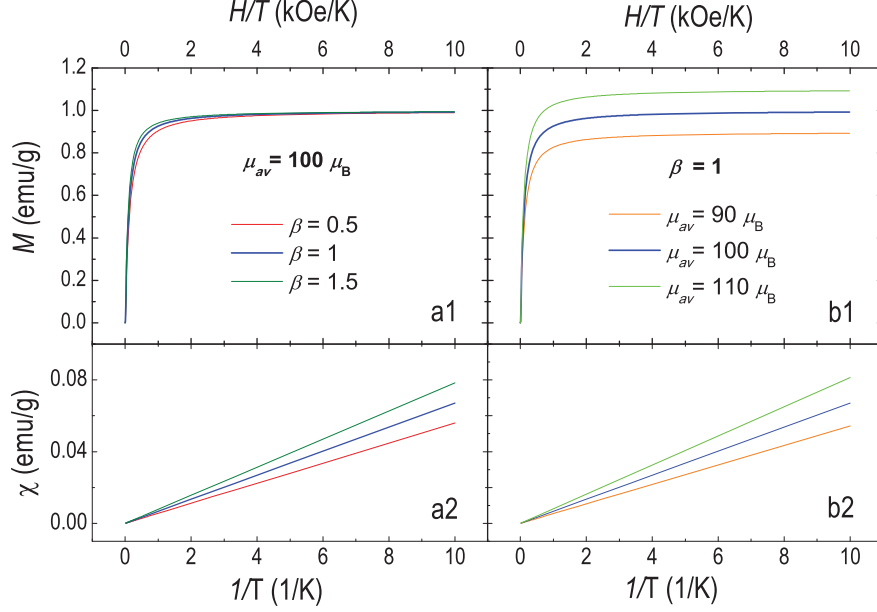 H/T (kOe/K) H/T (kOe/K)
0 2 4 6 8 10 0 2 4 6 8 10
1.2
1.0
0.8
0.6
0.4
0.2
0.0
M (emu/g)
μav= 100 μB
β = 0.5
β = 1
β = 1.5
a1
β = 1
μav= 90 μB
μav= 100 μB
μav= 110 μB
b1
0.08
0.04
0.00
χ (emu/g)
a2
b2
0 2 4 6 8 10 0 2 4 6 8 10
1/T (1/K) 1/T (1/K)